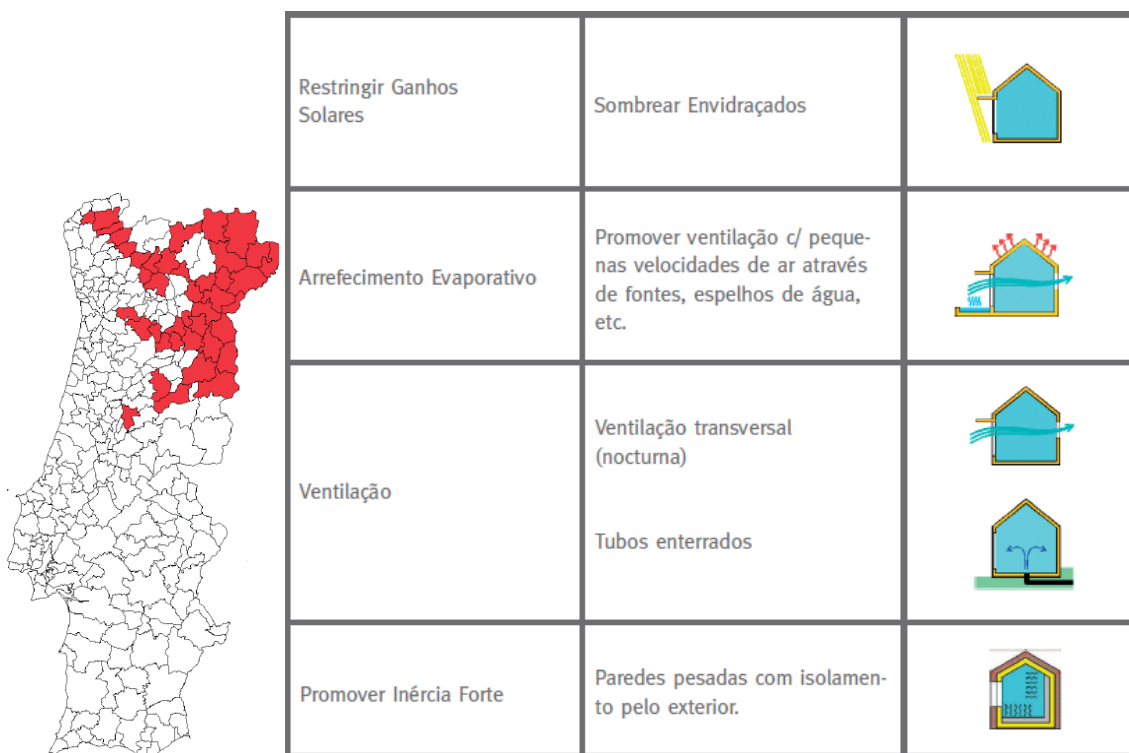 Restringir Ganhos
Solares
Sombrear Envidraçados
Arrefecimento Evaporativo
Promover ventilação c/ peque-
nas velocidades de ar através
de fontes, espelhos de água,
etc.
Ventilação
Ventilação transversal
(nocturna)
Tubos enterrados
Promover Inércia Forte
Paredes pesadas com isolamen-
to pelo exterior.